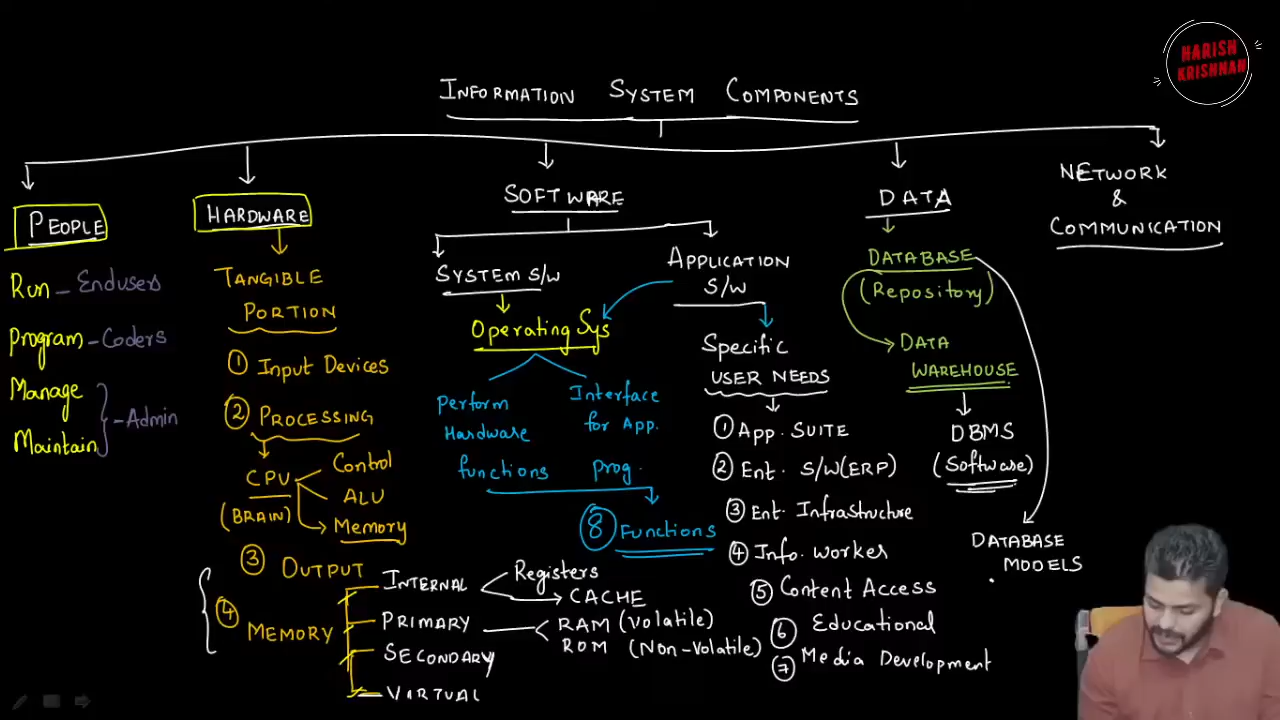 HARISH
KRISHNAN
INFORMATION SYSTEM COMPONENTS
PEOPLE
Run - Endusers
Program - Coders
Manage
Maintain
- Admin
HARDWARE
TANGIBLE
PORTION
① Input Devices
② PROCESSING
CPU
(BRAIN)
Control
ALU
Memory
③ OUTPUT
④ MEMORY
INTERNAL
Registers
CACHE
PRIMARY
RAM (Volatile)
ROM (Non-Volatile)
SECONDARY
VIRTUAL
SOFTWARE
SYSTEM S/W
Operating Sys
Perform
Hardware
functions
Interface
for App.
prog.
⑧ Functions
APPLICATION
S/W
Specific
USER NEEDS
① App. SUITE
② Ent. S/W (ERP)
③ Ent. Infrastructure
④ Info. worker
⑤ Content Access
⑥ Educational
⑦ Media Development
DATA
DATABASE
(Repository)
DATA
WAREHOUSE
DBMS
(Software)
DATABASE
MODELS
NETWORK
&
COMMUNICATION